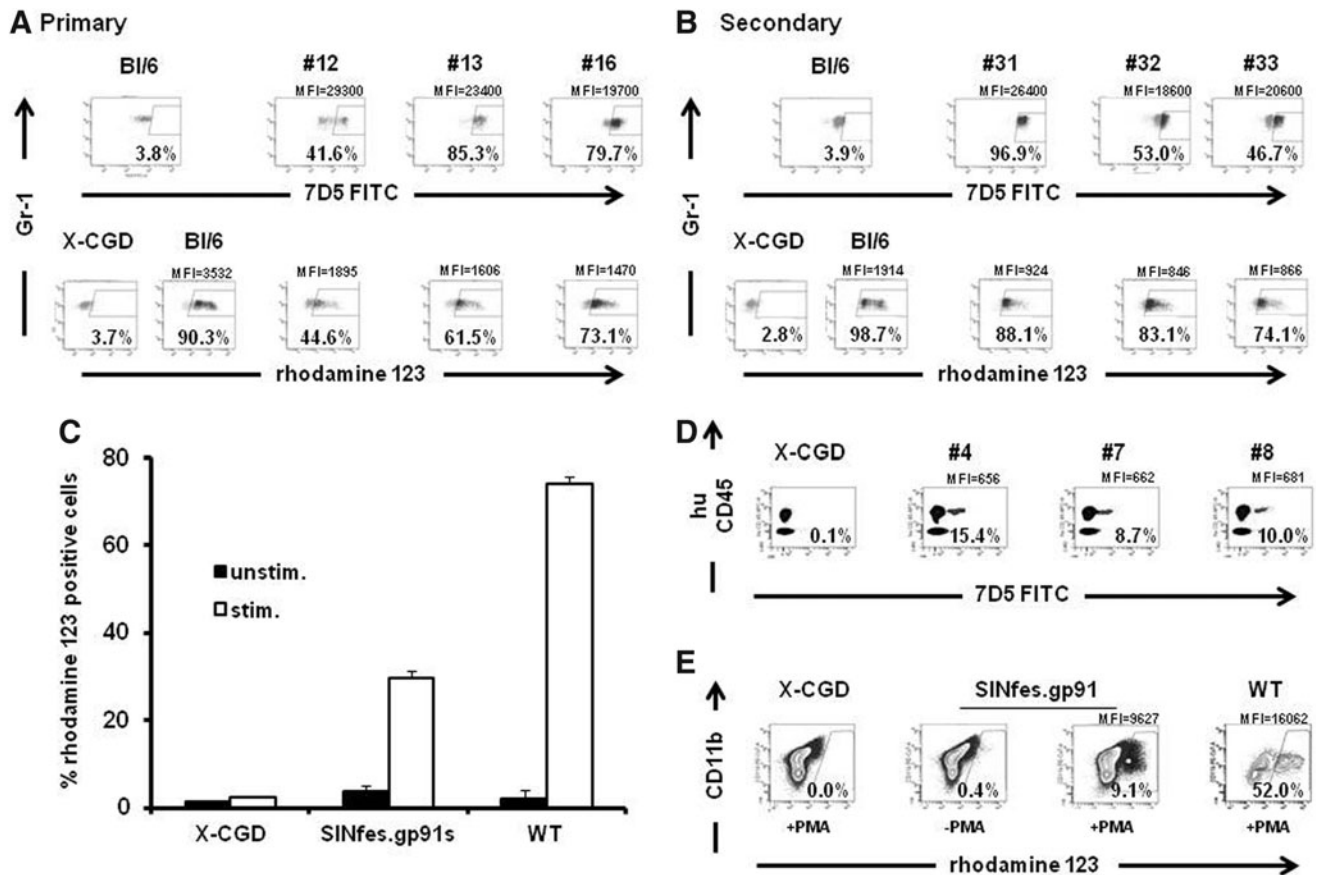 A Primary
Bl/6 #12 #13 #16
MFI=29300 MFI=23400 MFI=19700
3.8% 41.6% 85.3% 79.7%
7D5 FITC
Gr-1
X-CGD Bl/6
MFI=3532 MFI=1895 MFI=1606 MFI=1470
3.7% 90.3% 44.6% 61.5% 73.1%
rhodamine 123
B Secondary
Bl/6 #31 #32 #33
MFI=26400 MFI=18600 MFI=20600
3.9% 96.9% 53.0% 46.7%
7D5 FITC
Gr-1
X-CGD Bl/6
MFI=1914 MFI=924 MFI=846 MFI=866
2.8% 98.7% 88.1% 83.1% 74.1%
rhodamine 123
C
% rhodamine 123 positive cells
80
60
40
20
0
unstim.
stim.
X-CGD SINfes.gp91s WT
D
X-CGD #4 #7 #8
MFI=656 MFI=662 MFI=681
hu
CD45
0.1% 15.4% 8.7% 10.0%
7D5 FITC
E
X-CGD SINfes.gp91 WT
MFI=9627 MFI=16062
CD11b
0.0% 0.4% 9.1% 52.0%
+PMA -PMA +PMA +PMA
rhodamine 123